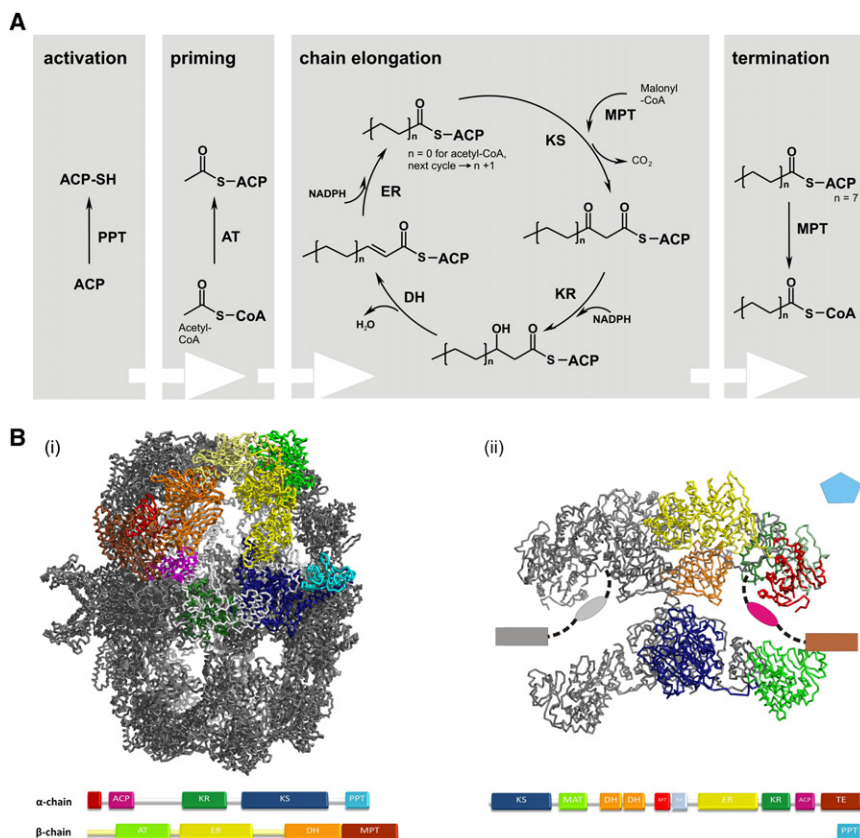 A
activation
priming
chain elongation
termination
ACP-SH
PPT
ACP
O
S–ACP
AT
O
S–CoA
Acetyl-
CoA
O
S–ACP
n
n = 0 for acetyl-CoA,
next cycle → n +1
KS
Malonyl
-CoA
MPT
CO₂
NADPH
ER
O
S–ACP
n
O O
S–ACP
n
DH
H₂O
KR
NADPH
OH O
S–ACP
n
O
S–ACP
n
n = 7
MPT
O
S–CoA
n
B
(i)
(ii)
α-chain
ACP
KR
KS
PPT
β-chain
AT
ER
DH
MPT
KS
MAT
DH
DH
ER
KR
ACP
TE
PPT